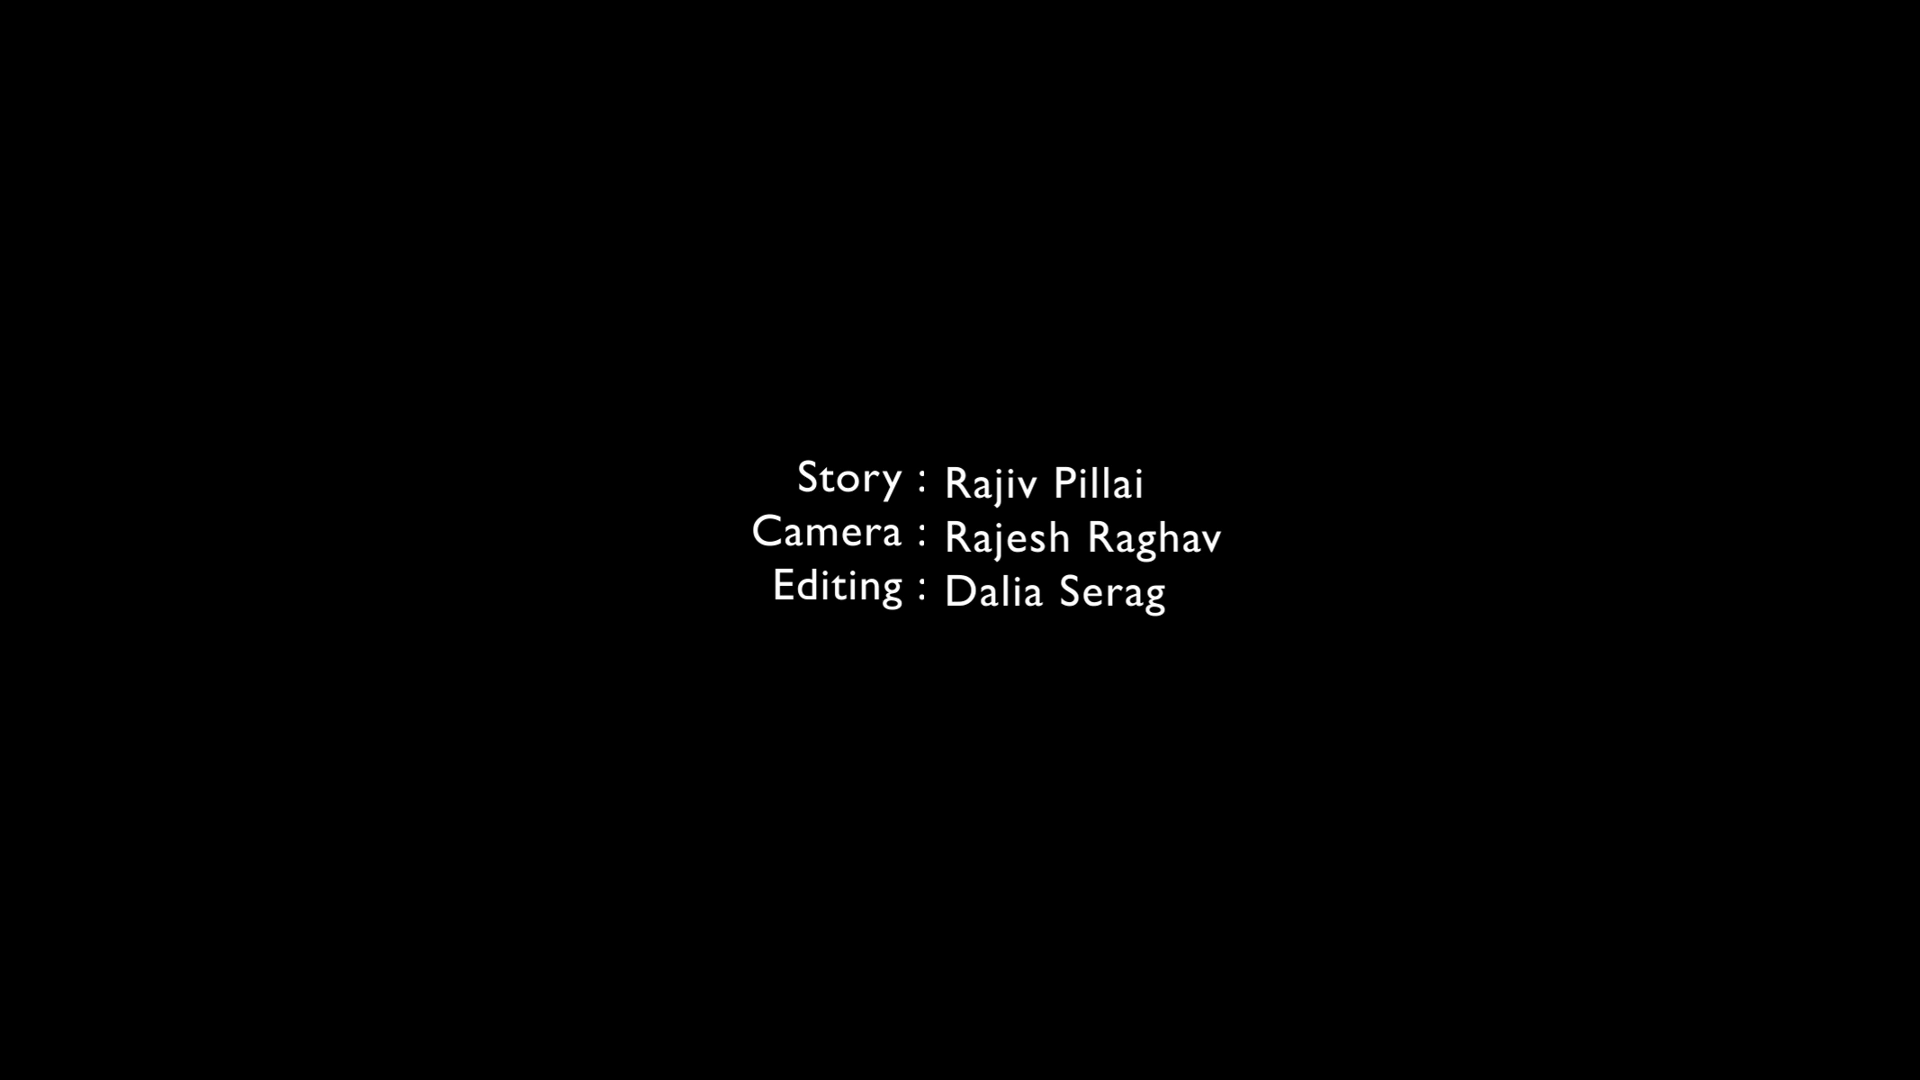 Story : Rajiv Pillai
Camera : Rajesh Raghav
Editing : Dalia Serag